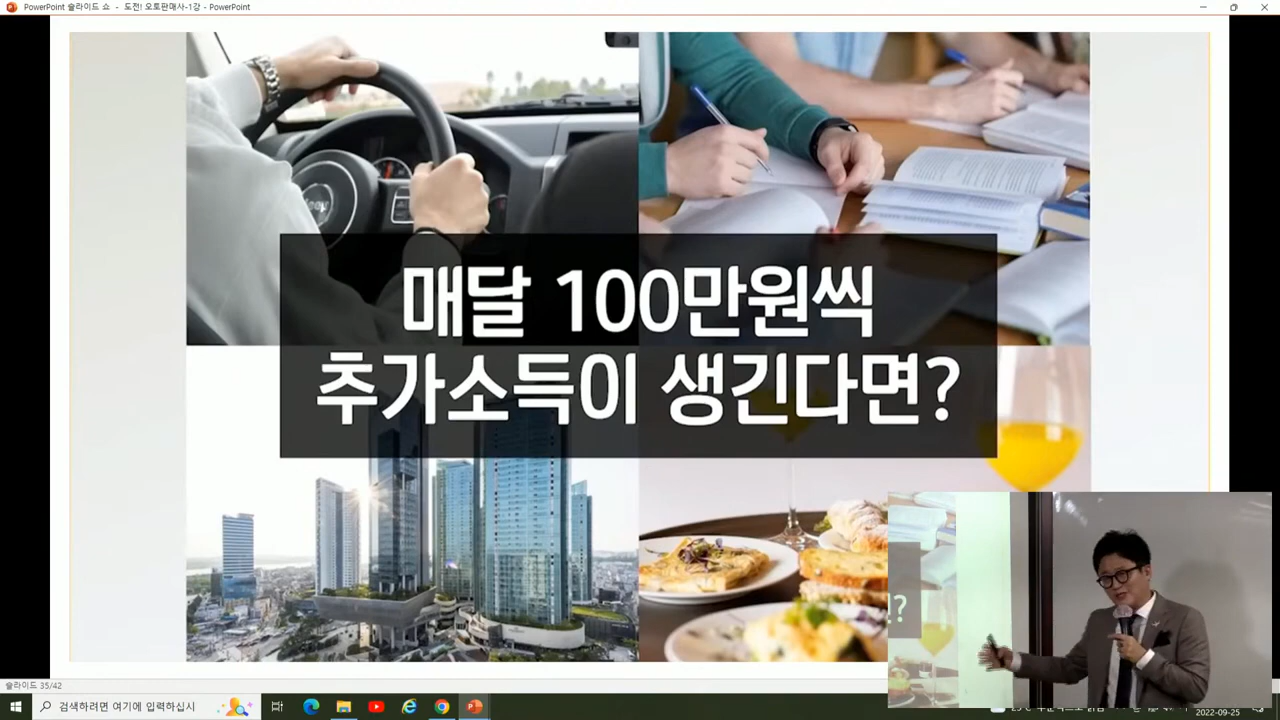 PowerPoint 슬라이드 쇼 - 도전! 오토판매사-1강 - PowerPoint
매달 100만원씩
추가소득이 생긴다면?
슬라이드 35/42
검색하려면 여기에 입력하십시
2022-09-25